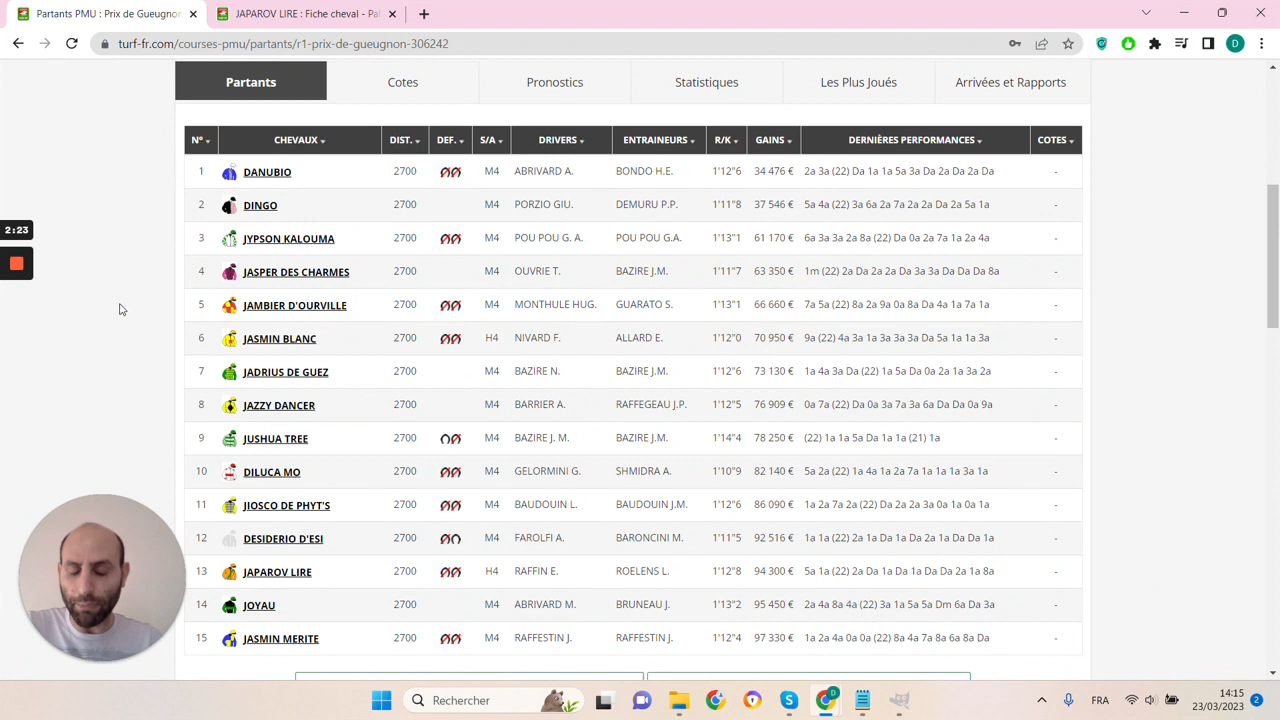 Partants PMU : Prix de Gueugnon
JAPAROV LIRE : Fiche cheval - Pa
turf-fr.com/courses-pmu/partants/r1-prix-de-gueugnon-306242
D
Partants Cotes Pronostics Statistiques Les Plus Joués Arrivées et Rapports
N° CHEVAUX DIST. DEF. S/A DRIVERS ENTRAINEURS R/K GAINS DERNIÈRES PERFORMANCES COTES
1 DANUBIO 2700 M4 ABRIVARD A. BONDO H.E. 1'12"6 34 476 € 2a 3a (22) Da 1a 1a 5a 3a Da 2a Da 2a Da -
2 DINGO 2700 M4 PORZIO GIU. DEMURU P.P. 1'11"8 37 546 € 5a 4a (22) 3a 6a 2a 7a 2a 2a Da 2a 5a 1a -
2:23
3 JYPSON KALOUMA 2700 M4 POU POU G. A. POU POU G.A. 1'13"1 61 170 € 6a 3a 3a 2a 8a (22) Da 0a 2a 7a 1a 2a 4a -
4 JASPER DES CHARMES 2700 M4 OUVRIE T. BAZIRE J.M. 1'11"7 63 350 € 1m (22) 2a Da 2a 2a Da 3a 3a Da Da Da 8a -
5 JAMBIER D'OURVILLE 2700 M4 MONTHULE HUG. GUARATO S. 1'13"1 66 660 € 7a 5a (22) 8a 2a 9a 0a 8a Da 4a 1a 7a 1a -
6 JASMIN BLANC 2700 H4 NIVARD F. ALLARD E. 1'12"0 70 950 € 9a (22) 4a 3a 1a 3a 3a 3a Da 5a 1a 1a 3a -
7 JADRIUS DE GUEZ 2700 M4 BAZIRE N. BAZIRE J.M. 1'12"6 73 130 € 1a 4a 3a Da (22) 1a 5a Da 0a 2a 1a 3a 2a -
8 JAZZY DANCER 2700 M4 BARRIER A. RAFFEGEAU J.P. 1'12"5 76 909 € 0a 7a (22) Da 0a 3a 7a 3a 0a Da Da 0a 9a -
9 JUSHUA TREE 2700 M4 BAZIRE J. M. BAZIRE J.M. 1'14"4 78 250 € (22) 1a 1a 5a Da 1a 1a (21) 1a -
10 DILUCA MO 2700 M4 GELORMINI G. SHMIDRA A. 1'10"9 82 140 € 5a 2a (22) 1a 4a 1a 2a 7a 1a 1a 1a 3a 1a -
11 JIOSCO DE PHYT'S 2700 M4 BAUDOUIN L. BAUDOUIN J.M. 1'12"6 86 090 € 1a 2a 7a 2a (22) Da 2a 2a 3a 0a 1a 0a 1a -
12 DESIDERIO D'ESI 2700 M4 FAROLFI A. BARONCINI M. 1'11"5 92 516 € 1a 1a (22) 2a 1a Da 1a Da 2a 1a Da Da 1a -
13 JAPAROV LIRE 2700 H4 RAFFIN E. ROELENS L. 1'12"8 94 300 € 5a 1a (22) Da 2a Da 1a Da 1a Da Da 2a 1a 8a -
14 JOYAU 2700 M4 ABRIVARD M. BRUNEAU J. 1'13"2 95 450 € 2a 4a 8a 4a (22) 3a 1a 5a 5a Dm 6a Da 3a -
15 JASMIN MERITE 2700 M4 RAFFESTIN J. RAFFESTIN J. 1'12"4 97 330 € 1a 2a 4a 0a 0a (22) 8a 4a 7a 8a 6a 8a Da -
Rechercher
D
FRA
14:15
23/03/2023
2